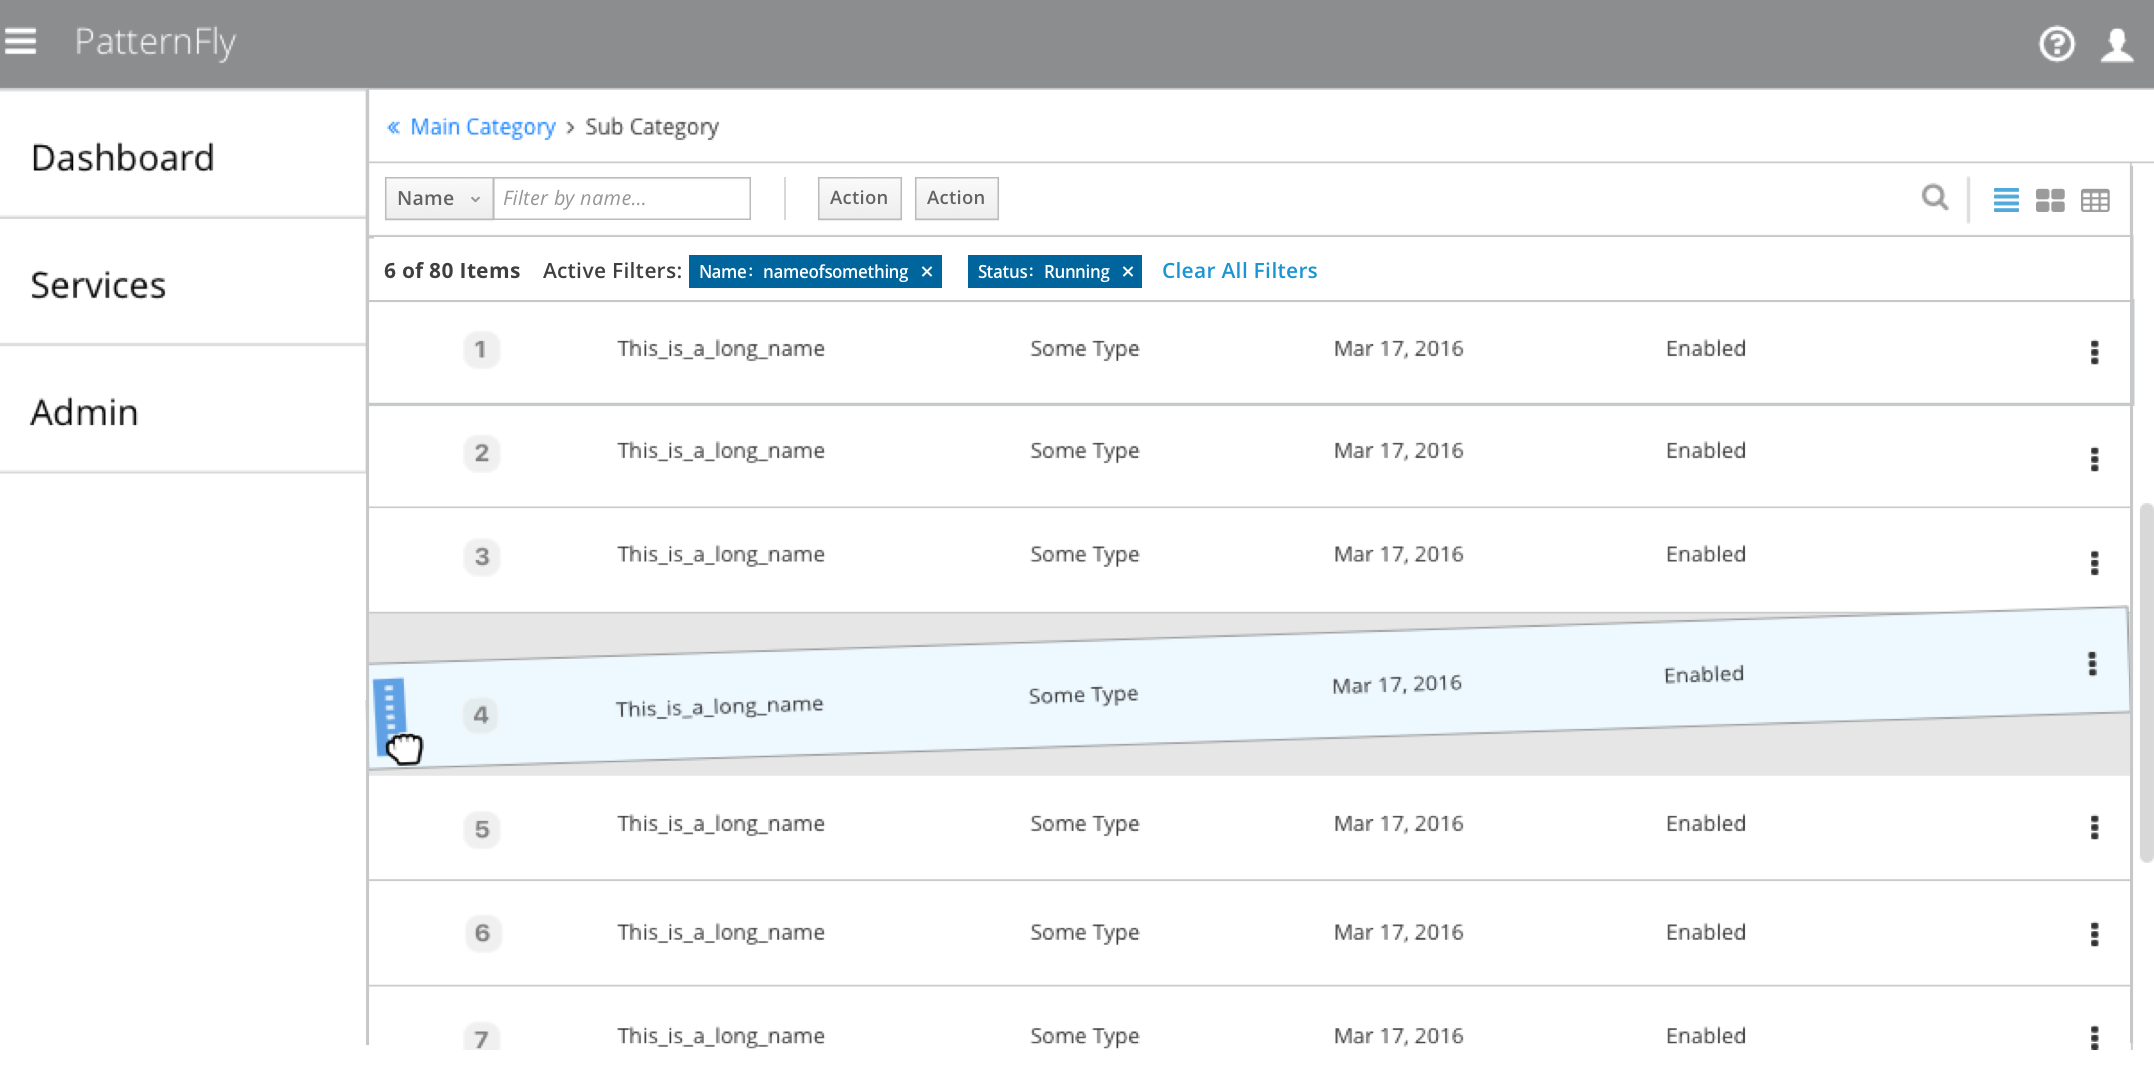 PatternFly
Dashboard
Services
Admin
« Main Category > Sub Category
Name Filter by name... Action Action
6 of 80 Items Active Filters: Name: nameofsomething × Status: Running × Clear All Filters
1 This_is_a_long_name Some Type Mar 17, 2016 Enabled
2 This_is_a_long_name Some Type Mar 17, 2016 Enabled
3 This_is_a_long_name Some Type Mar 17, 2016 Enabled
4 This_is_a_long_name Some Type Mar 17, 2016 Enabled
5 This_is_a_long_name Some Type Mar 17, 2016 Enabled
6 This_is_a_long_name Some Type Mar 17, 2016 Enabled
7 This_is_a_long_name Some Type Mar 17, 2016 Enabled